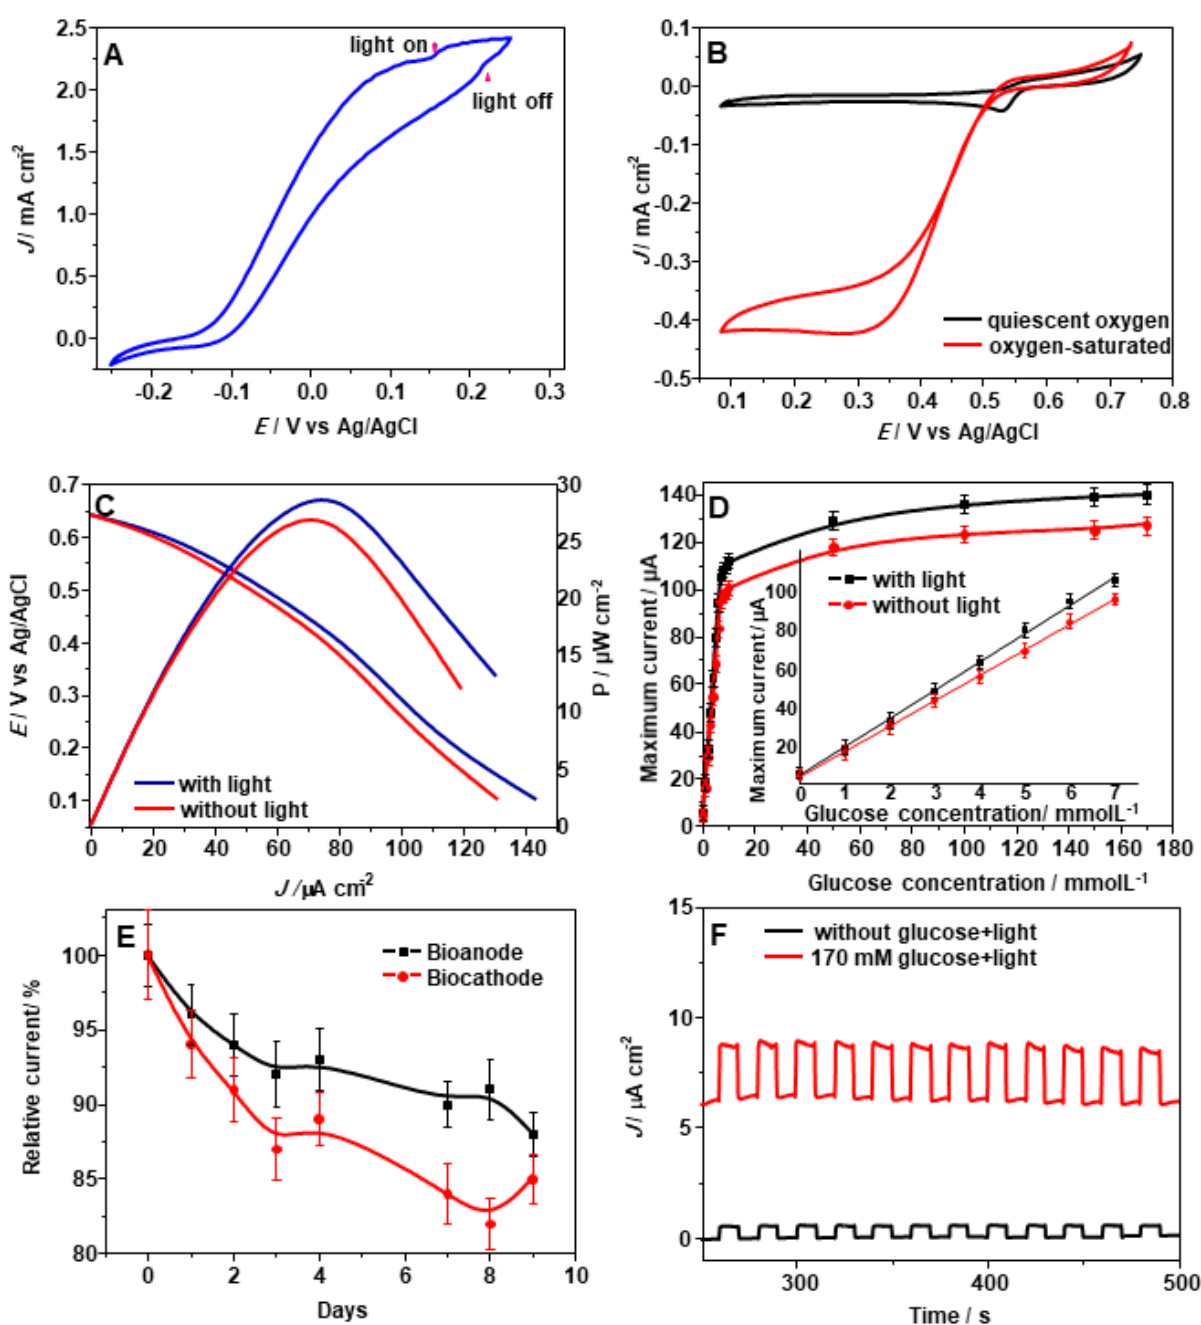 A
light on
light off
2.5
2.0
1.5
1.0
0.5
0.0
J / mA cm-2
-0.2 -0.1 0.0 0.1 0.2 0.3
E / V vs Ag/AgCl
B
0.1
0.0
-0.1
-0.2
-0.3
-0.4
-0.5
J / mA cm-2
quiescent oxygen
oxygen-saturated
0.1 0.2 0.3 0.4 0.5 0.6 0.7 0.8
E / V vs Ag/AgCl
C
0.7
0.6
0.5
0.4
0.3
0.2
0.1
E / V vs Ag/AgCl
30
25
20
15
10
5
0
P / µW cm-2
with light
without light
0 20 40 60 80 100 120 140
J /µA cm-2
D
140
120
100
80
60
40
20
0
Maximum current / µA
with light
without light
100
80
60
40
20
Maximum current/ µA
0 1 2 3 4 5 6 7
Glucose concentration/ mmolL-1
0 20 40 60 80 100 120 140 160 180
Glucose concentration / mmolL-1
E
Bioanode
Biocathode
100
95
90
85
80
Relative current/ %
0 2 4 6 8 10
Days
F
without glucose+light
170 mM glucose+light
15
10
5
0
J / µA cm-2
300 400 500
Time / s